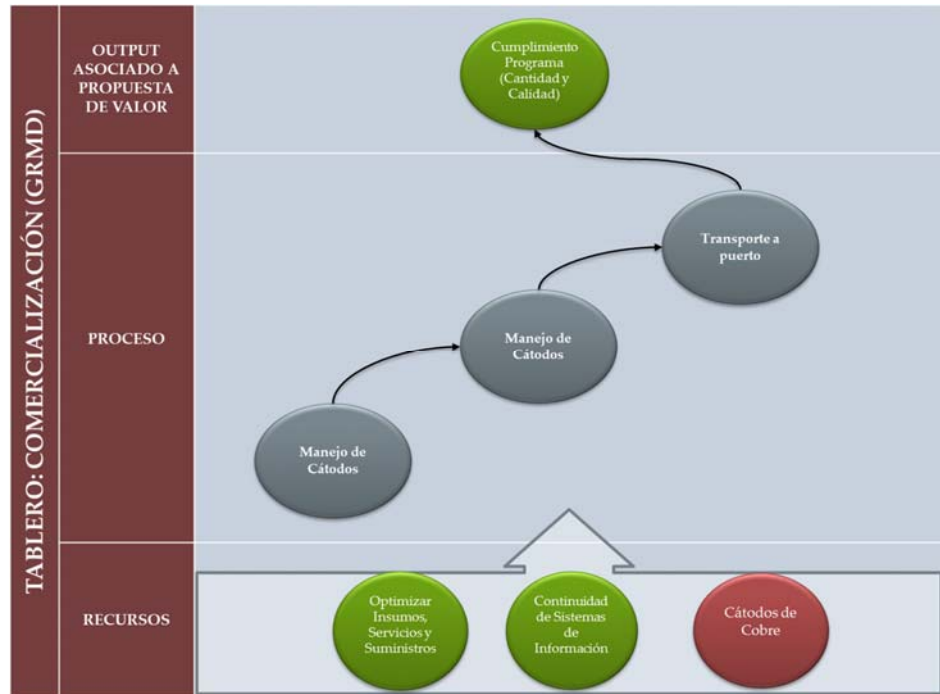 TABLERO: COMERCIALIZACIÓN (GRMD)
OUTPUT
ASOCIADO A
PROPUESTA
DE VALOR
Cumplimiento
Programa
(Cantidad y
Calidad)
PROCESO
Transporte a
puerto
Manejo de
Cátodos
Manejo de
Cátodos
RECURSOS
Optimizar
Insumos,
Servicios y
Suministros
Continuidad
de Sistemas
de
Información
Cátodos de
Cobre